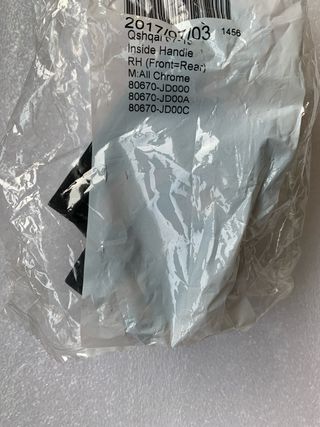 2017/07/03 1456
Qshqai
Inside Handle
RH (Front=Rear)
M:All Chrome
80670-JD000
80670-JD00A
80670-JD00C